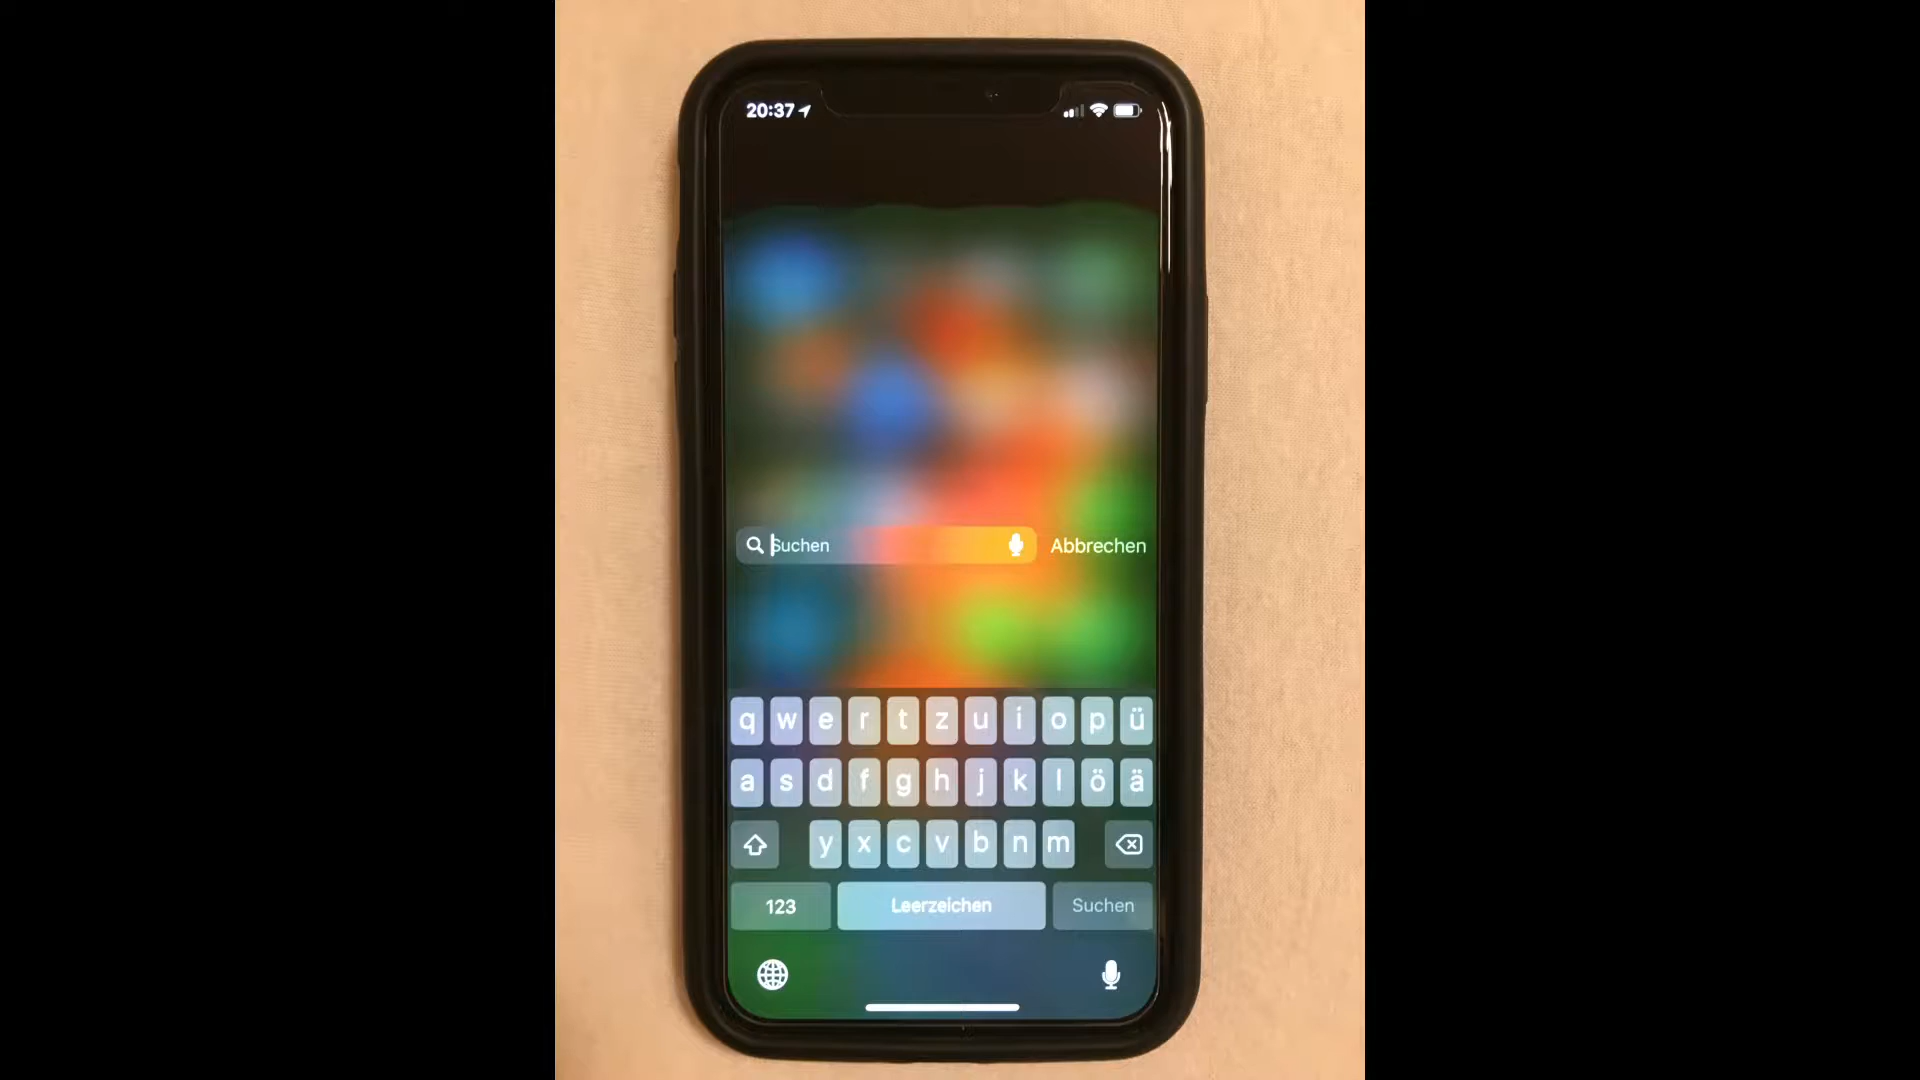 20:37
Suchen Abbrechen
q w e r t z u i o p ü
a s d f g h j k l ö ä
y x c v b n m
123 Leerzeichen Suchen